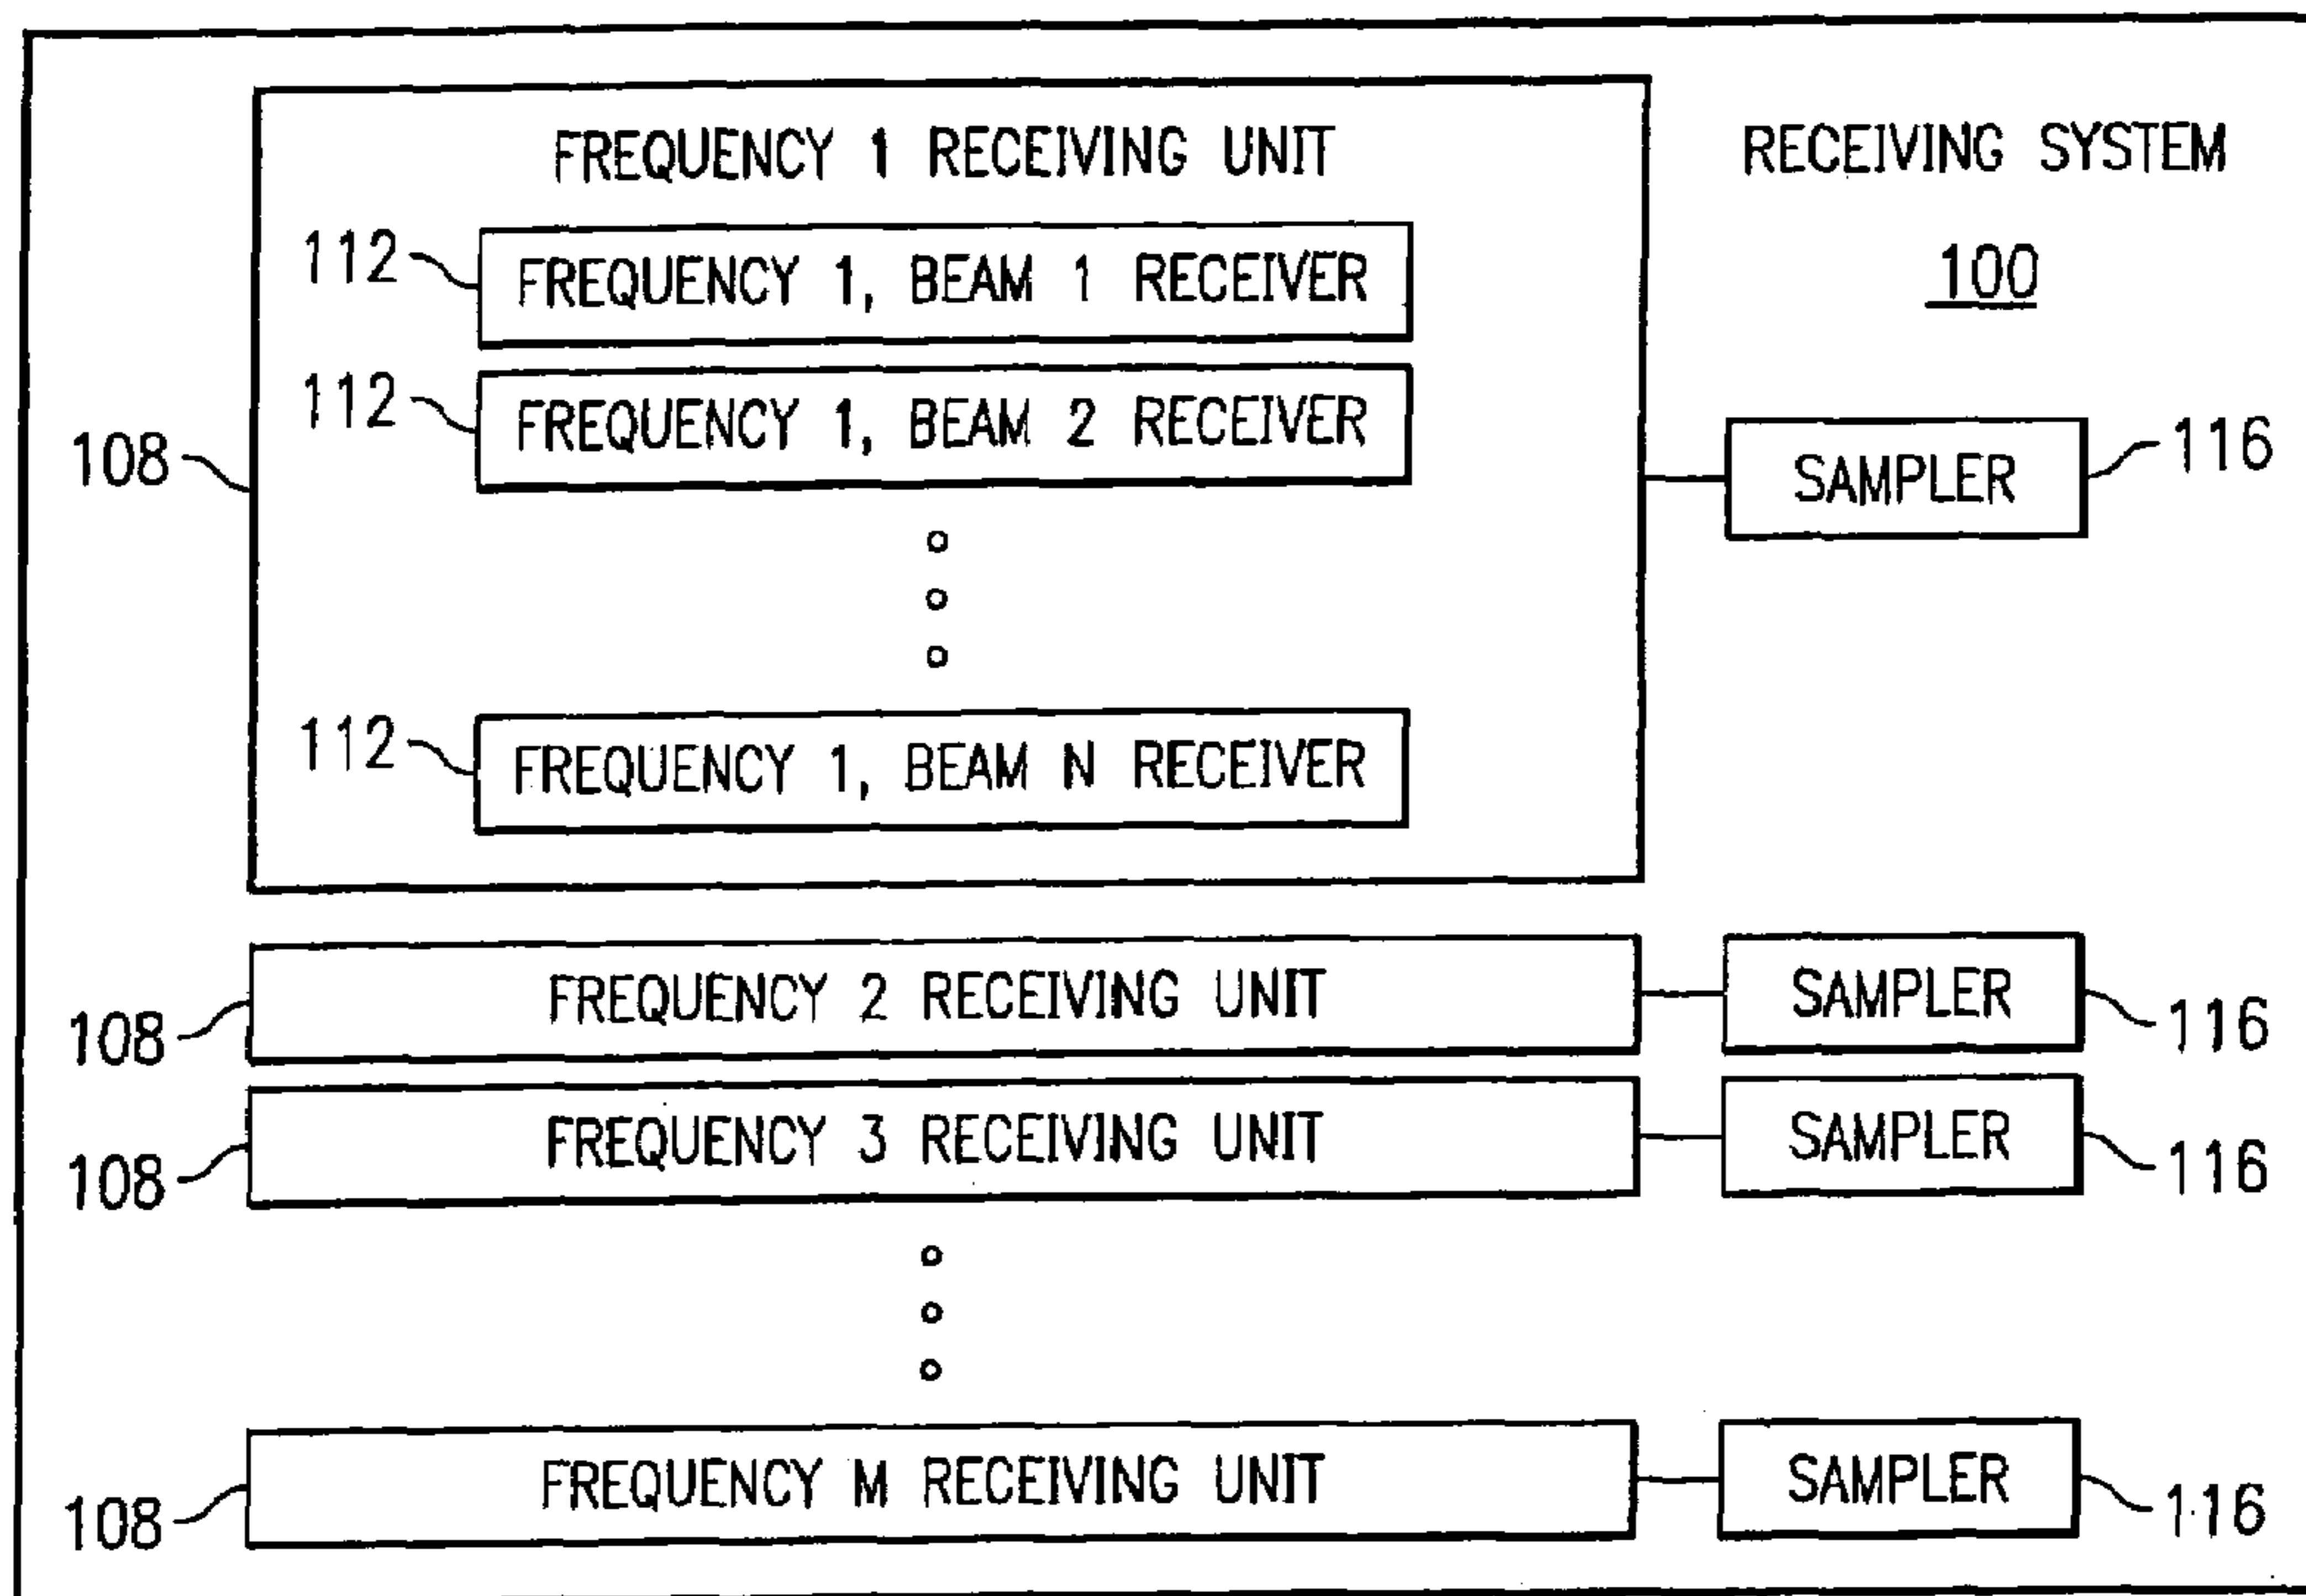 FREQUENCY 1 RECEIVING UNIT
RECEIVING SYSTEM
100
112
FREQUENCY 1, BEAM 1 RECEIVER
112
FREQUENCY 1, BEAM 2 RECEIVER
108
SAMPLER
116
112
FREQUENCY 1, BEAM N RECEIVER
108
FREQUENCY 2 RECEIVING UNIT
SAMPLER
116
108
FREQUENCY 3 RECEIVING UNIT
SAMPLER
116
108
FREQUENCY M RECEIVING UNIT
SAMPLER
116